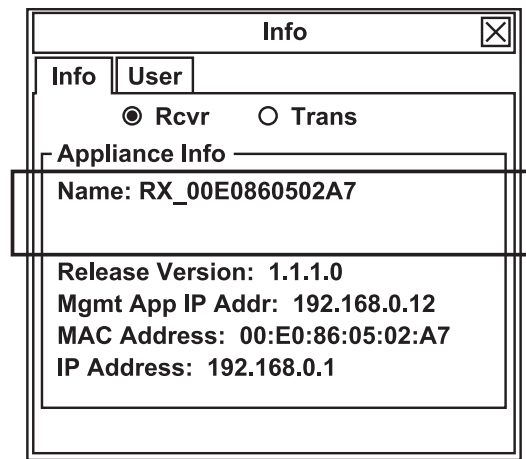 Info
Info User
Rcvr Trans
Appliance Info
Name: RX_00E0860502A7
Release Version: 1.1.1.0
Mgmt App IP Addr: 192.168.0.12
MAC Address: 00:E0:86:05:02:A7
IP Address: 192.168.0.1